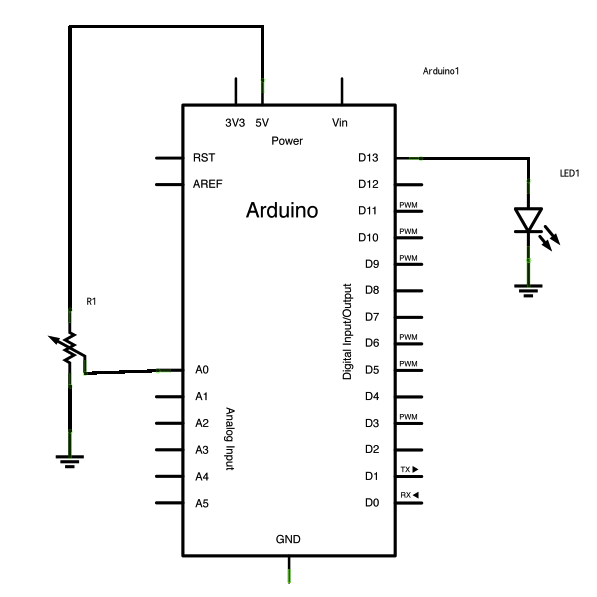 Arduino1
3V3 5V Vin
Power
RST D13
AREF D12
LED1
Arduino
D11 PWM
D10 PWM
D9 PWM
D8
D7
R1
D6 PWM
Digital Input/Output
A0 D5 PWM
A1 D4
A2 D3 PWM
Analog Input
A3 D2
A4 D1 TX ▶
A5 D0 RX ◀
GND